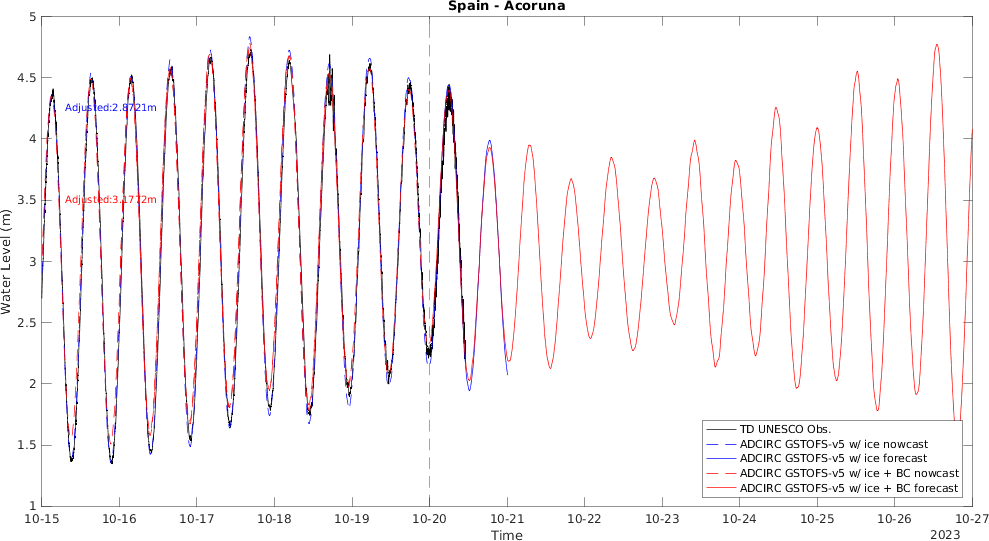 Spain - Acoruna
5
4.5
4
3.5
3
2.5
2
1.5
1
Water Level (m)
Adjusted:2.8721m
Adjusted:3.1772m
TD UNESCO Obs.
ADCIRC GSTOFS-v5 w/ ice nowcast
ADCIRC GSTOFS-v5 w/ ice forecast
ADCIRC GSTOFS-v5 w/ ice + BC nowcast
ADCIRC GSTOFS-v5 w/ ice + BC forecast
10-15 10-16 10-17 10-18 10-19 10-20 10-21 10-22 10-23 10-24 10-25 10-26 10-27
Time
2023